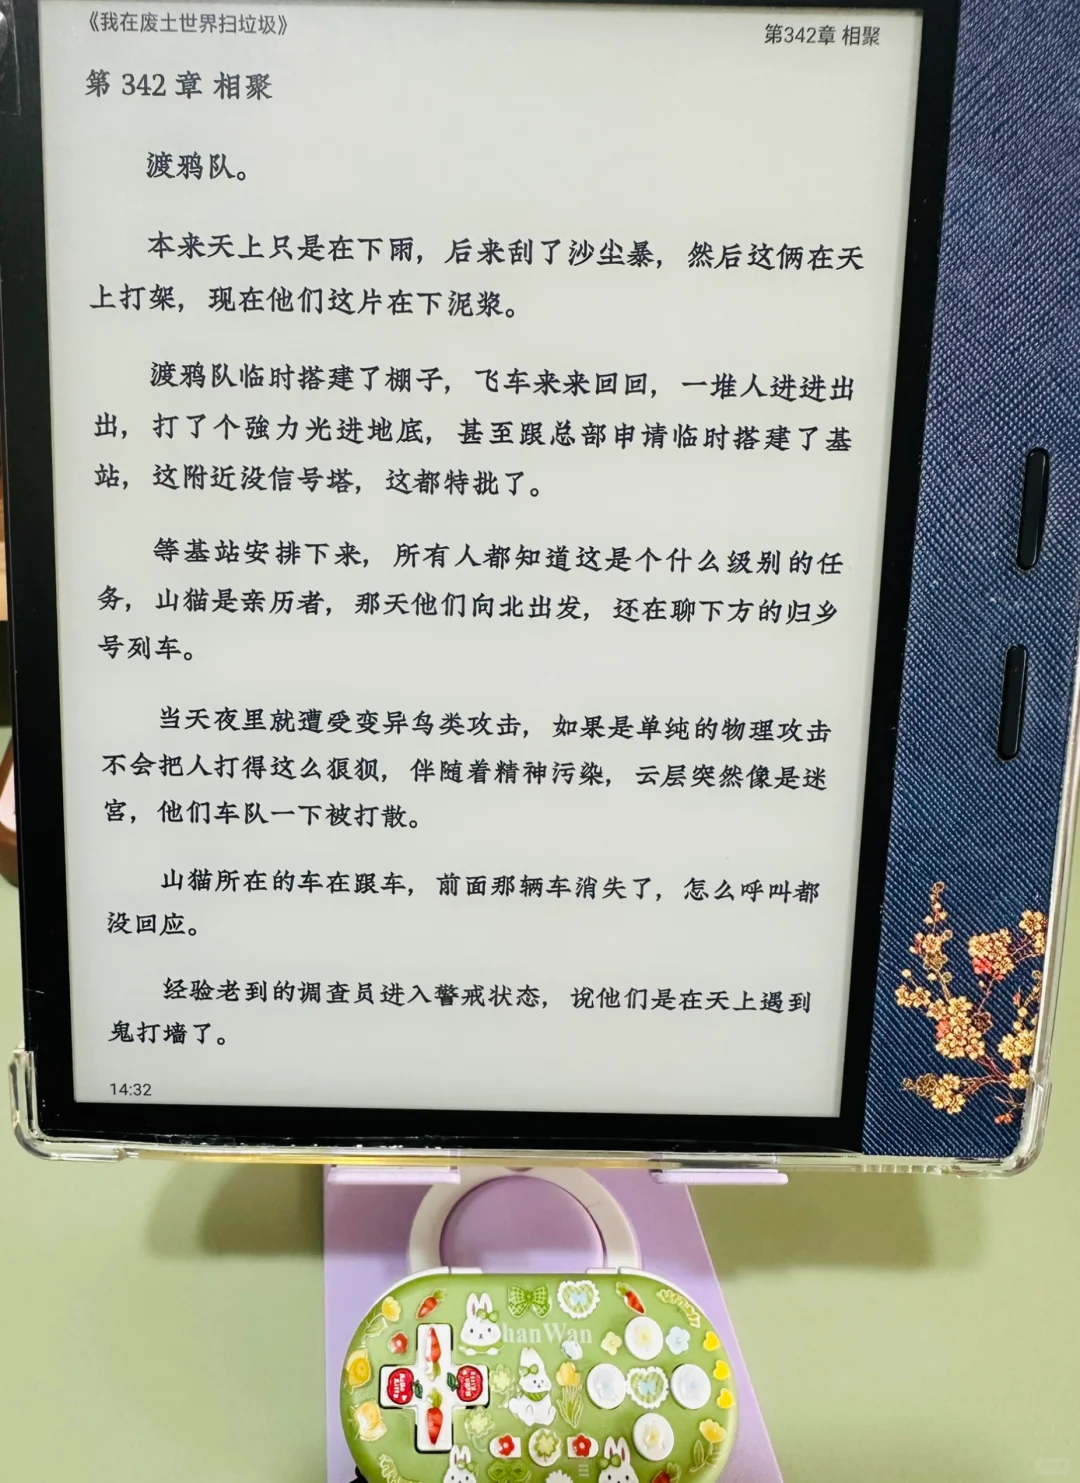 《我在废土世界扫垃圾》
第342章 相聚
第 342 章 相聚
渡鸦队。
本来天上只是在下雨，后来刮了沙尘暴，然后这俩在天
上打架，现在他们这片在下泥浆。
渡鸦队临时搭建了棚子，飞车来来回回，一堆人进进出
出，打了个強力光进地底，甚至跟总部申请临时搭建了基
站，这附近没信号塔，这都特批了。
等基站安排下来，所有人都知道这是个什么级别的任
务，山猫是亲历者，那天他们向北出发，还在聊下方的归乡
号列车。
当天夜里就遭受变异鸟类攻击，如果是单纯的物理攻击
不会把人打得这么狠狈，伴随着精神污染，云层突然像是迷
宫，他们车队一下被打散。
山猫所在的车在跟车，前面那辆车消失了，怎么呼叫都
没回应。
经验老到的调查员进入警戒状态，说他们是在天上遇到
鬼打墙了。
14:32
hanWan